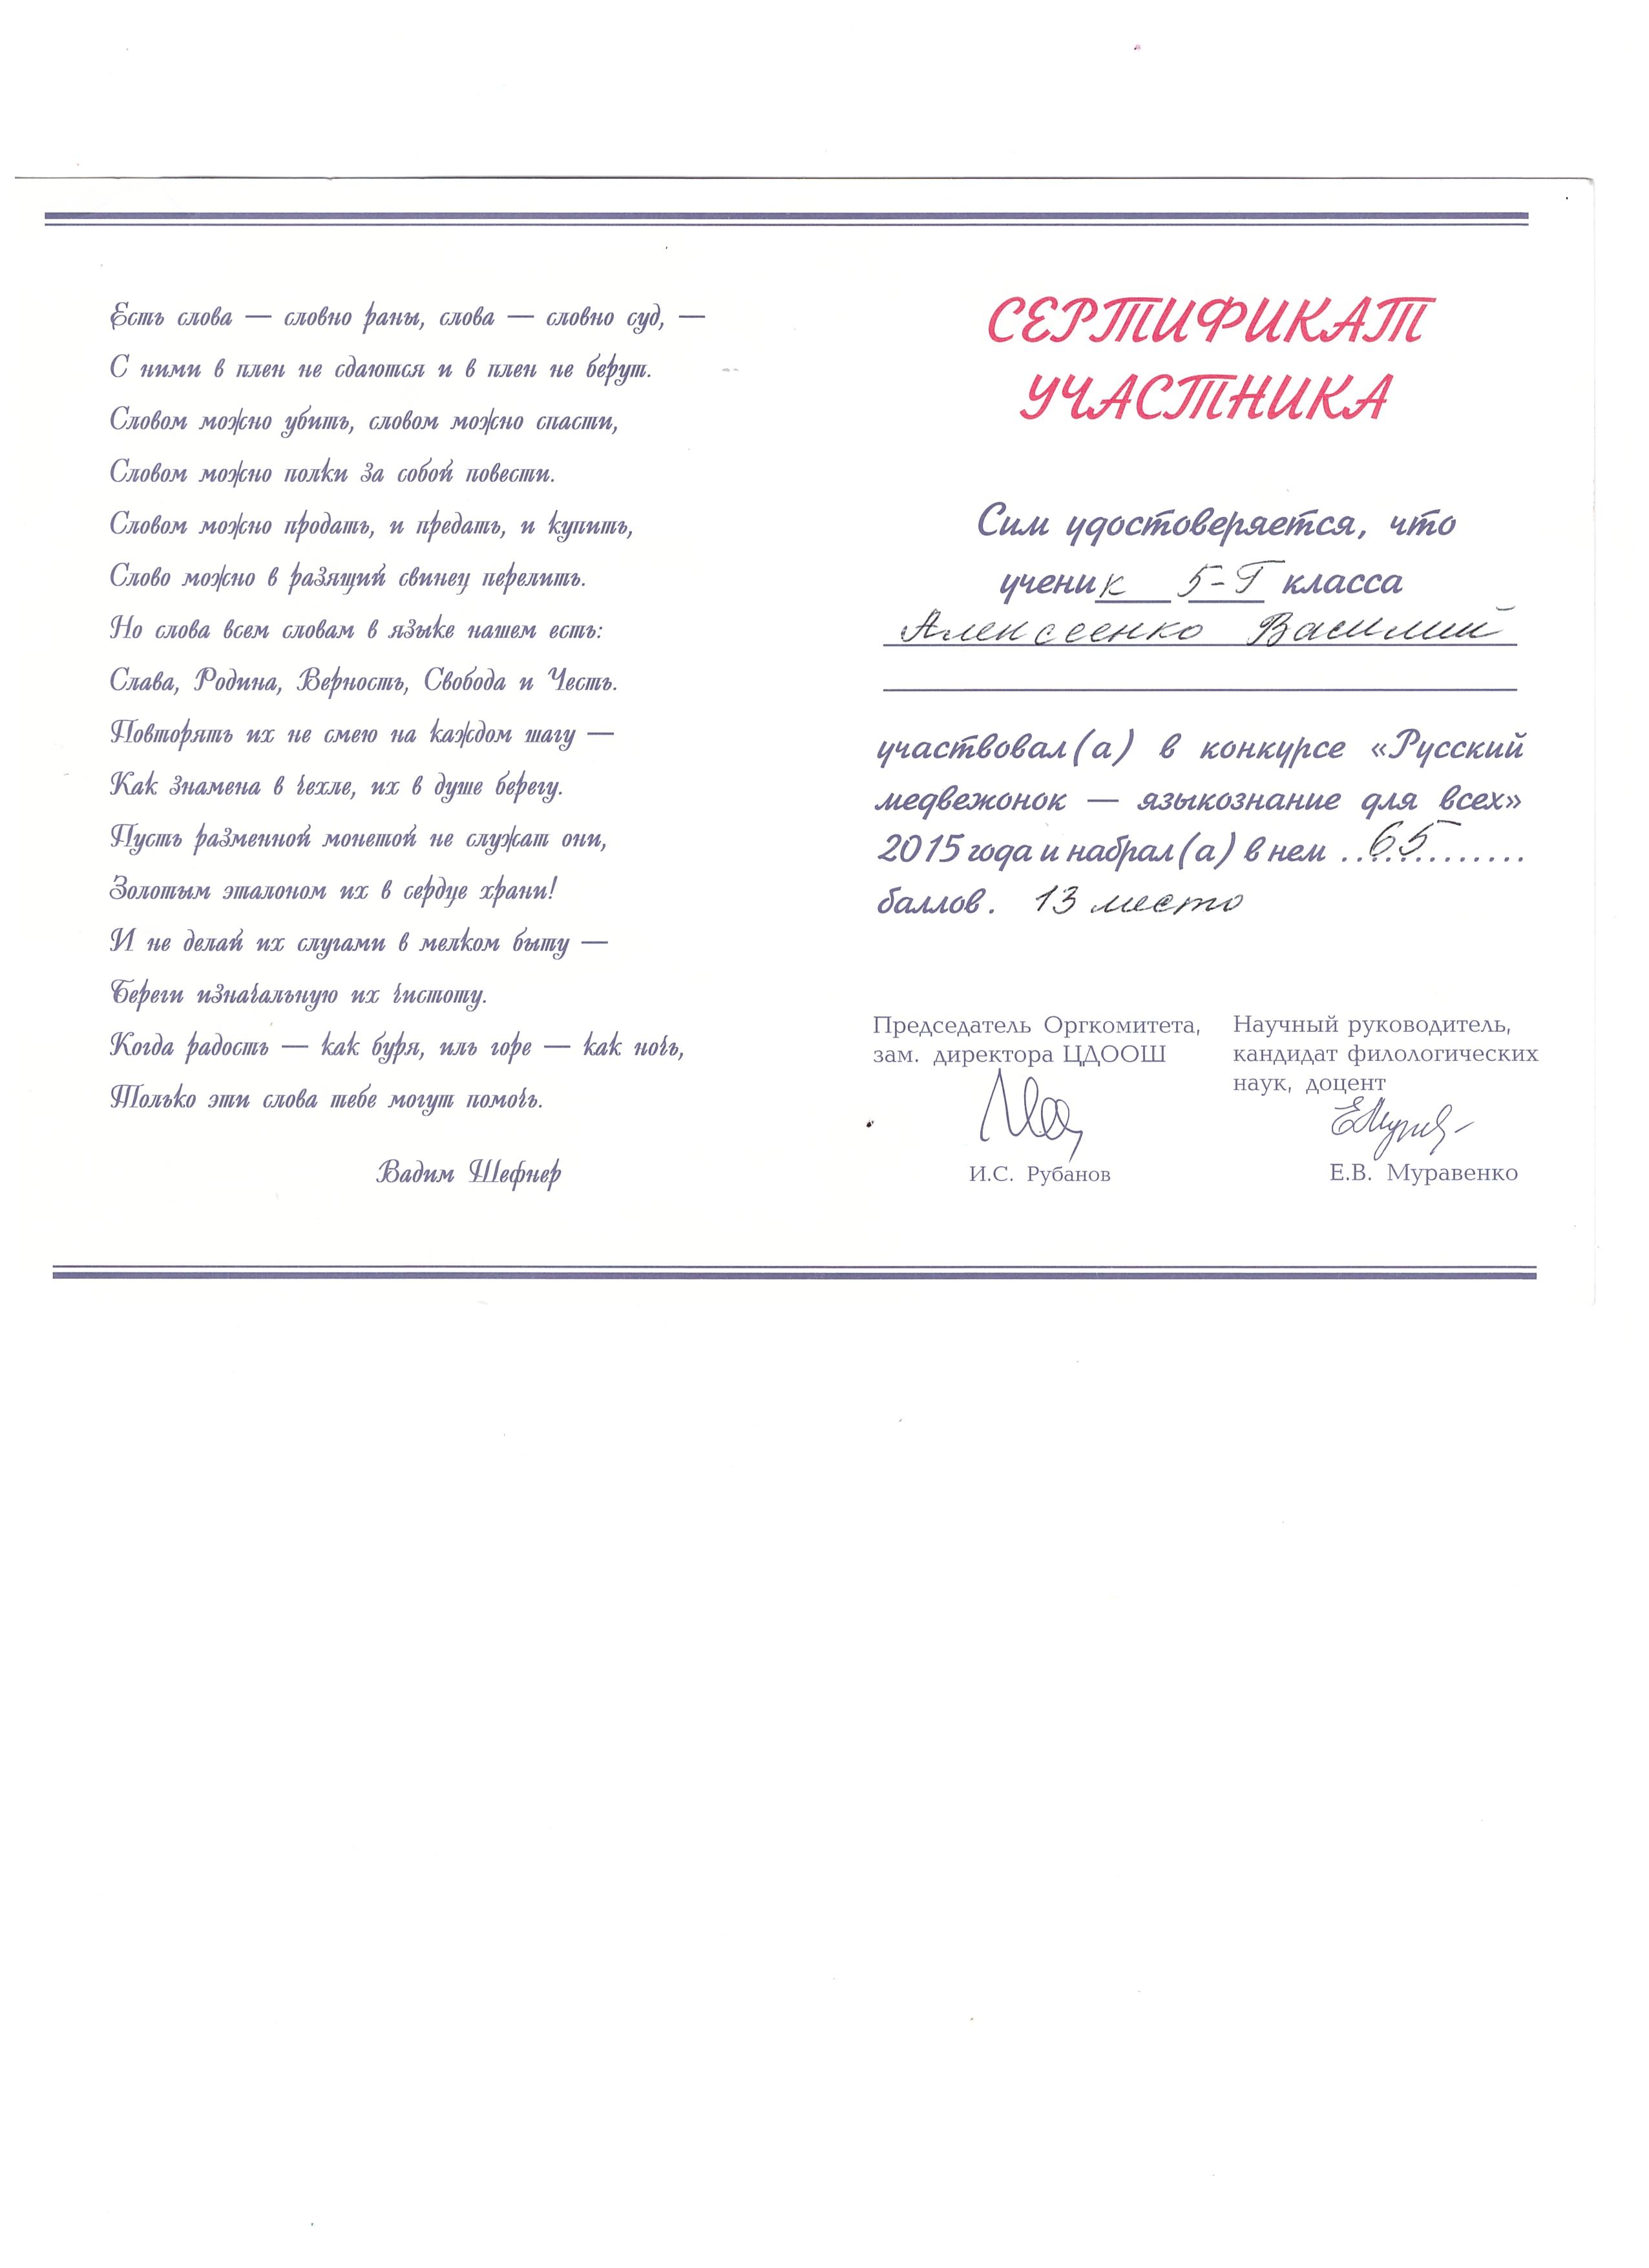 Есть слова — словно раны, слова — словно суд, —
С ними в плен не сдаются и в плен не берут.
Словом можно убить, словом можно спасти,
Словом можно полки за собой повести.
Словом можно продать, и предать, и купить,
Слово можно в разящий свинец перелить.
Но слова всем словам в языке нашем есть:
Слава, Родина, Верность, Свобода и Честь.
Повторять их не смею на каждом шагу —
Как знамена в чехле, их в душе берегу.
Пусть разменной монетой не служат они,
Золотым эталоном их в сердце храни!
И не делай их слугами в мелком быту —
Береги изначальную их чистоту.
Когда радость — как буря, иль горе — как ночь,
Только эти слова тебе могут помочь.
Вадим Шефнер
СЕРТИФИКАТ
УЧАСТНИКА
Сим удостоверяется, что
ученик 5-Г класса
Алексеенко Василий
участвовал(а) в конкурсе «Русский
медвежонок — языкознание для всех»
2015 года и набрал(а) в нем 65
баллов. 13 место
Председатель Оргкомитета,
зам. директора ЦДООШ
И.С. Рубанов
Научный руководитель,
кандидат филологических
наук, доцент
Е.В. Муравенко